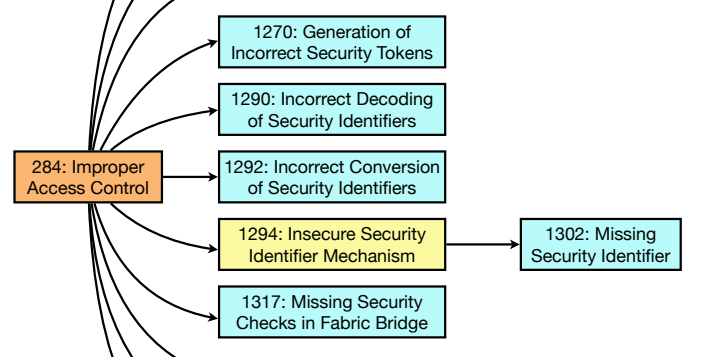 1270: Generation of
Incorrect Security Tokens
1290: Incorrect Decoding
of Security Identifiers
284: Improper
Access Control
1292: Incorrect Conversion
of Security Identifiers
1294: Insecure Security
Identifier Mechanism
1302: Missing
Security Identifier
1317: Missing Security
Checks in Fabric Bridge